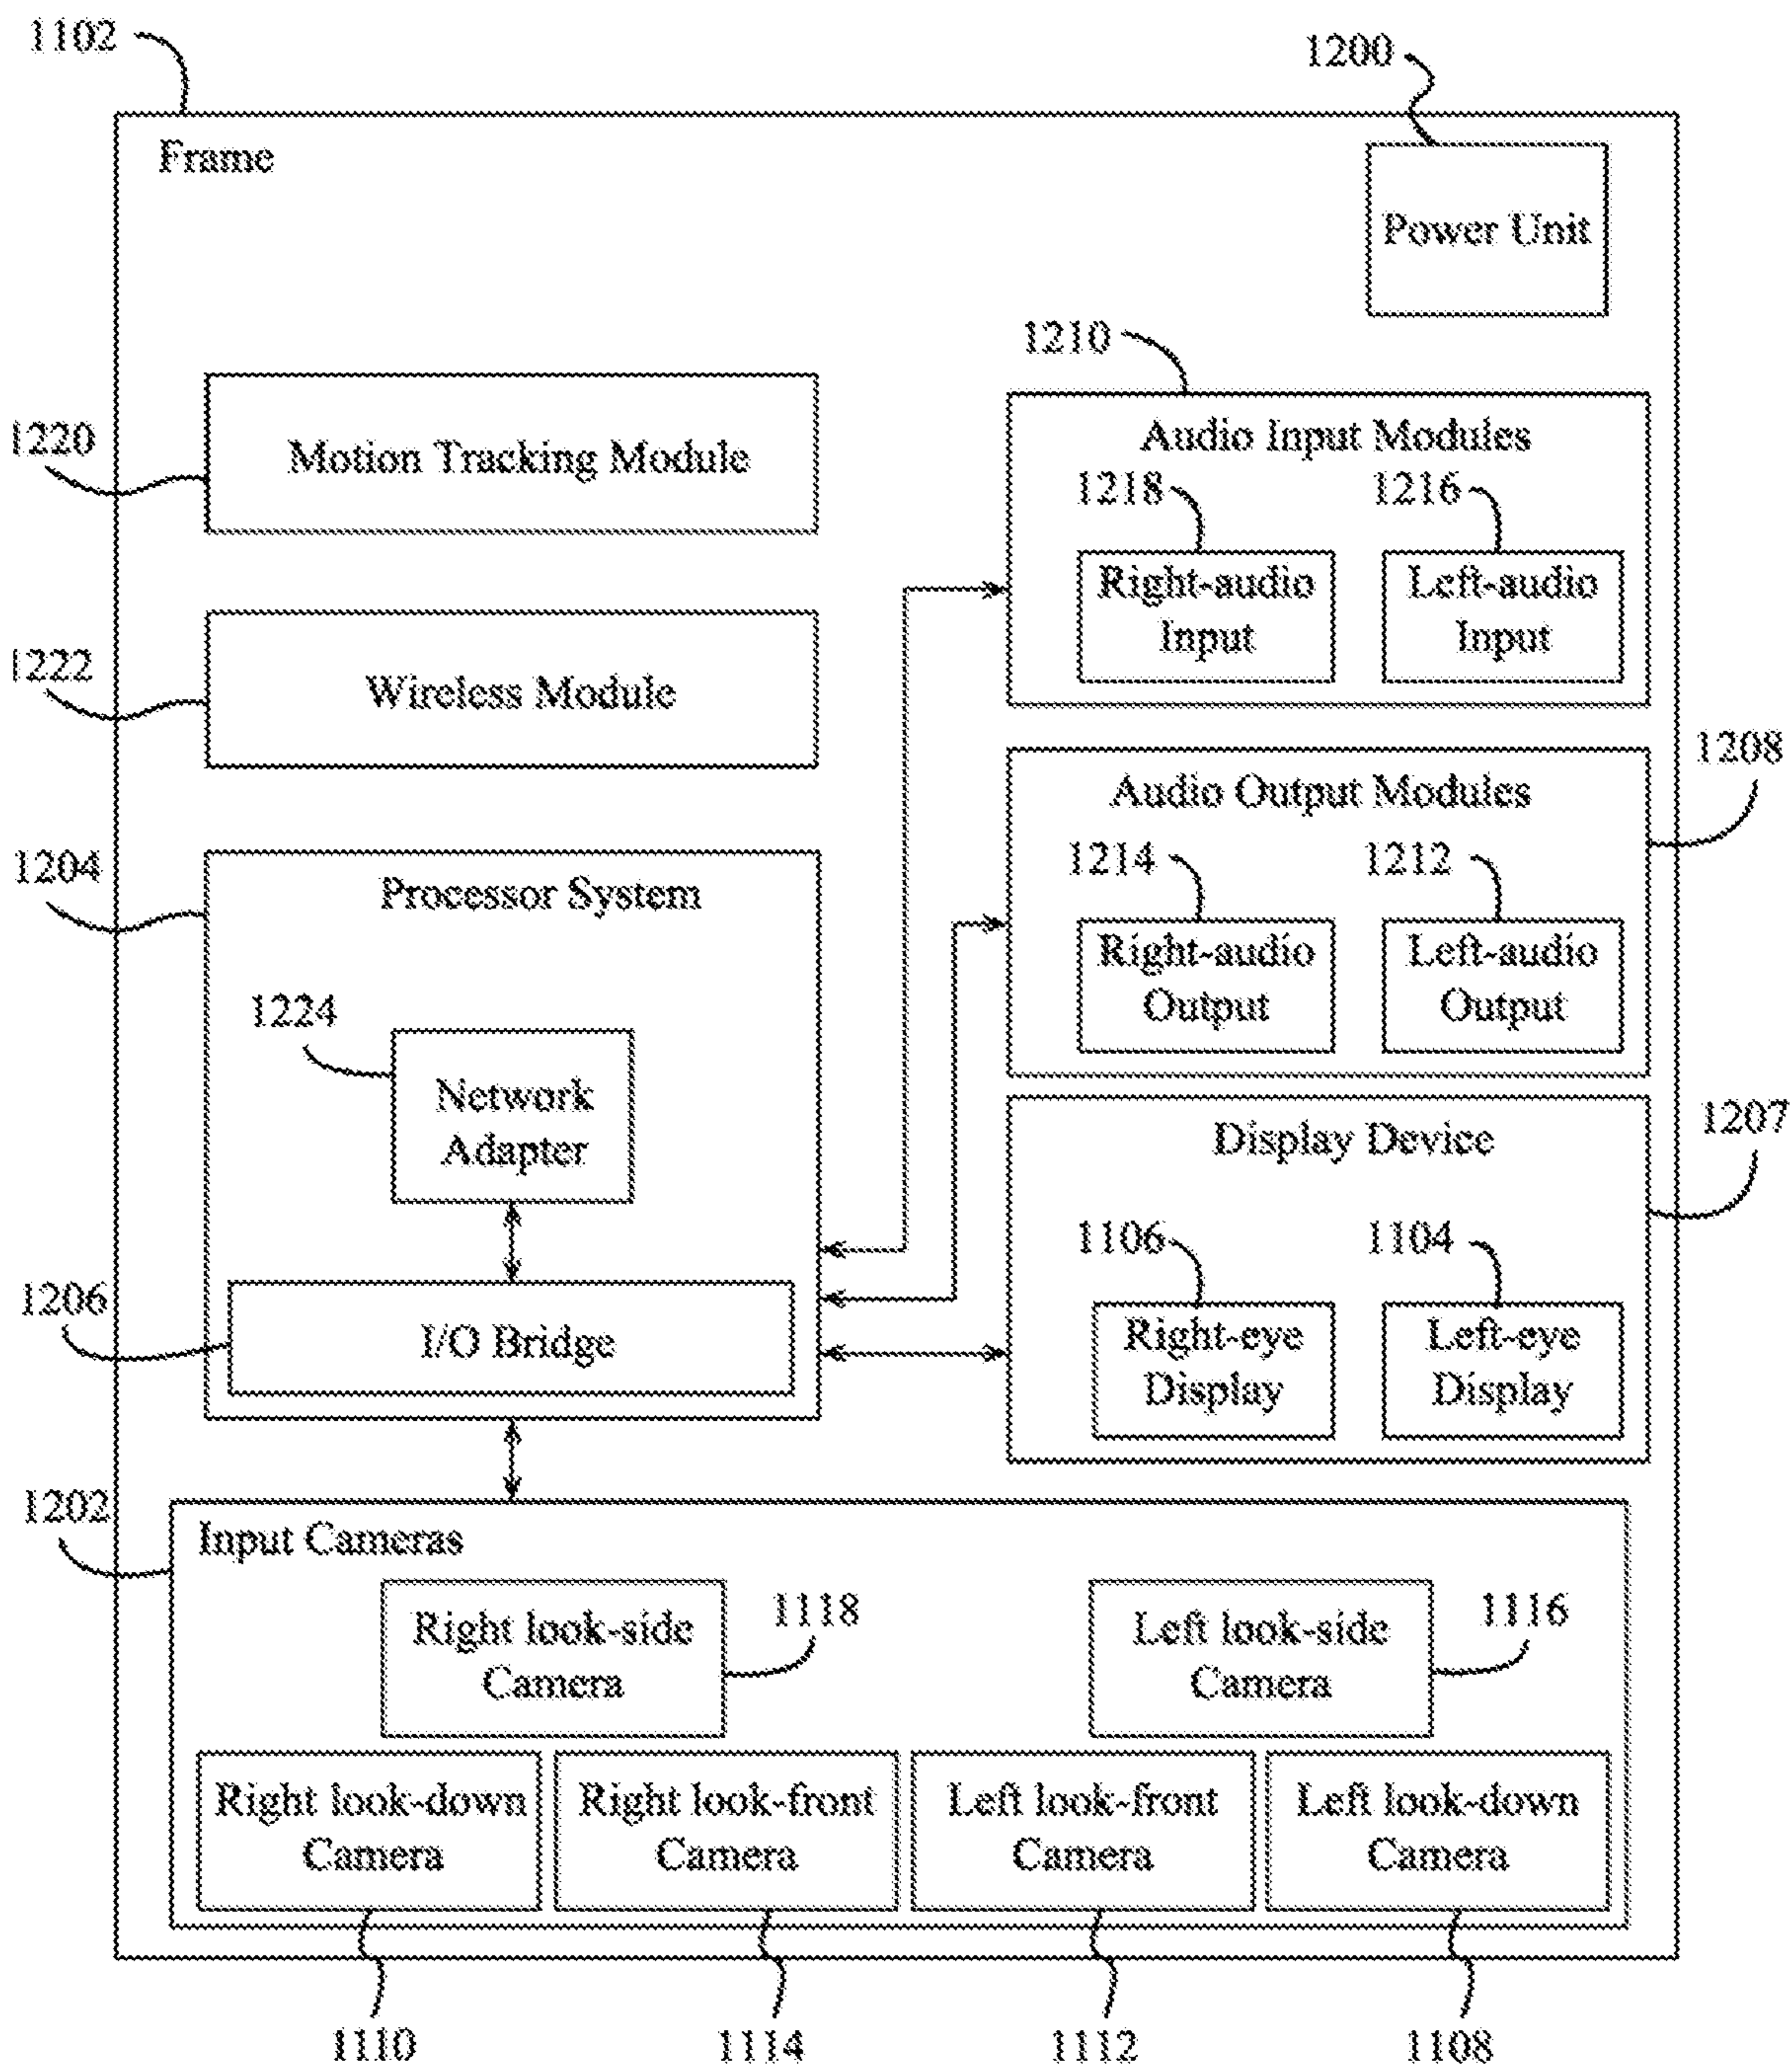 1102
1200
Frame
Power Unit
1210
1220
Motion Tracking Module
Audio Input Modules
1218
1216
Right-audio
Input
Left-audio
Input
1222
Wireless Module
1208
Audio Output Modules
1214
1212
Right-audio
Output
Left-audio
Output
1204
Processor System
1224
Network
Adapter
1207
Display Device
1106
1104
Right-eye
Display
Left-eye
Display
1206
I/O Bridge
1202
Input Cameras
Right look-side
Camera
1118
Left look-side
Camera
1116
Right look-down
Camera
Right look-front
Camera
Left look-front
Camera
Left look-down
Camera
1110
1114
1112
1108